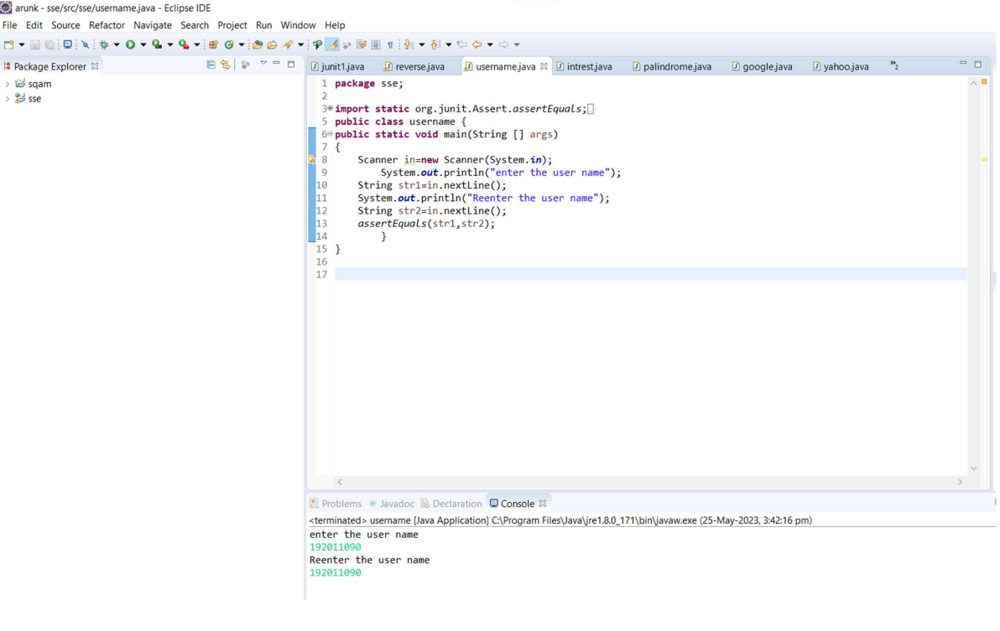 arunk - sse/src/sse/username.java - Eclipse IDE
File Edit Source Refactor Navigate Search Project Run Window Help
Package Explorer
junit1.java reverse.java username.java intrest.java palindrome.java google.java yahoo.java »2
sqam
sse
1 package sse;
2
3 import static org.junit.Assert.assertEquals;
5 public class username {
6 public static void main(String [] args)
7 {
8 Scanner in=new Scanner(System.in);
9 System.out.println("enter the user name");
10 String str1=in.nextLine();
11 System.out.println("Reenter the user name");
12 String str2=in.nextLine();
13 assertEquals(str1,str2);
14 }
15 }
16
17
Problems Javadoc Declaration Console
<terminated> username [Java Application] C:\Program Files\Java\jre1.8.0_171\bin\javaw.exe (25-May-2023, 3:42:16 pm)
enter the user name
192011090
Reenter the user name
192011090